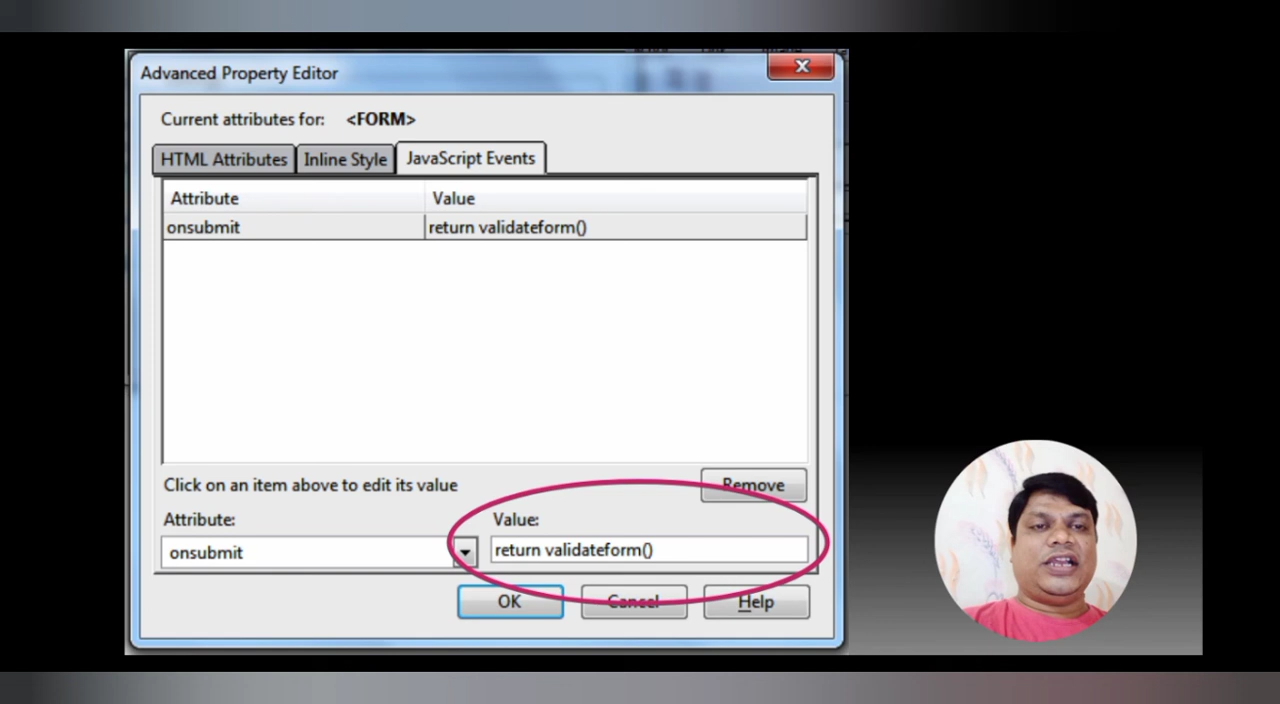 Advanced Property Editor
Current attributes for: <FORM>
HTML Attributes Inline Style JavaScript Events
Attribute Value
onsubmit return validateform()
Click on an item above to edit its value Remove
Attribute: Value:
onsubmit return validateform()
OK Cancel Help